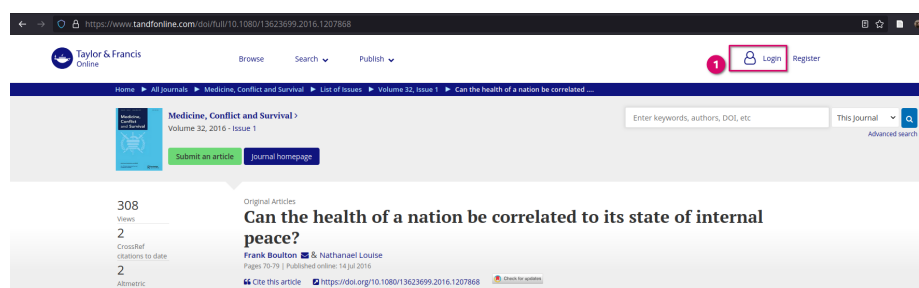 https://www.tandfonline.com/doi/full/10.1080/13623699.2016.1207868
Taylor & Francis
Online
Browse Search Publish
1 Login Register
Home ▶ All Journals ▶ Medicine, Conflict and Survival ▶ List of Issues ▶ Volume 32, Issue 1 ▶ Can the health of a nation be correlated ....
Medicine, Conflict and Survival >
Volume 32, 2016 - Issue 1
Enter keywords, authors, DOI, etc
This Journal
Advanced search
Submit an article Journal homepage
Medicine,
Conflict
and Survival
308
Views
2
CrossRef
citations to date
2
Altmetric
Original Articles
Can the health of a nation be correlated to its state of internal
peace?
Frank Boulton & Nathanael Louise
Pages 70-79 | Published online: 14 Jul 2016
Cite this article https://doi.org/10.1080/13623699.2016.1207868 Check for updates